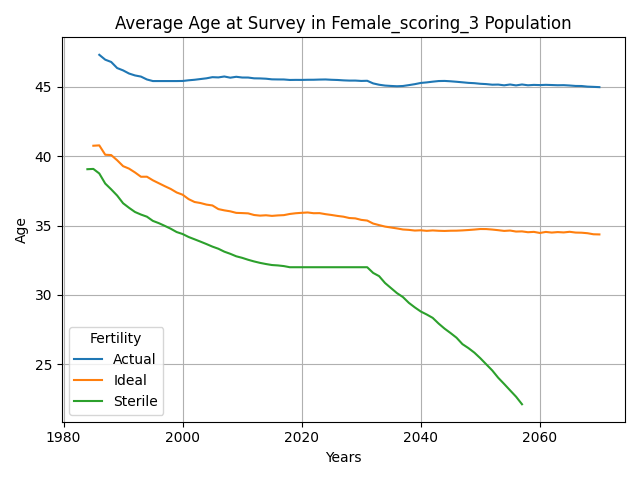 Average Age at Survey in Female_scoring_3 Population
Age
45
40
35
30
25
Fertility
Actual
Ideal
Sterile
1980
2000
2020
2040
2060
Years